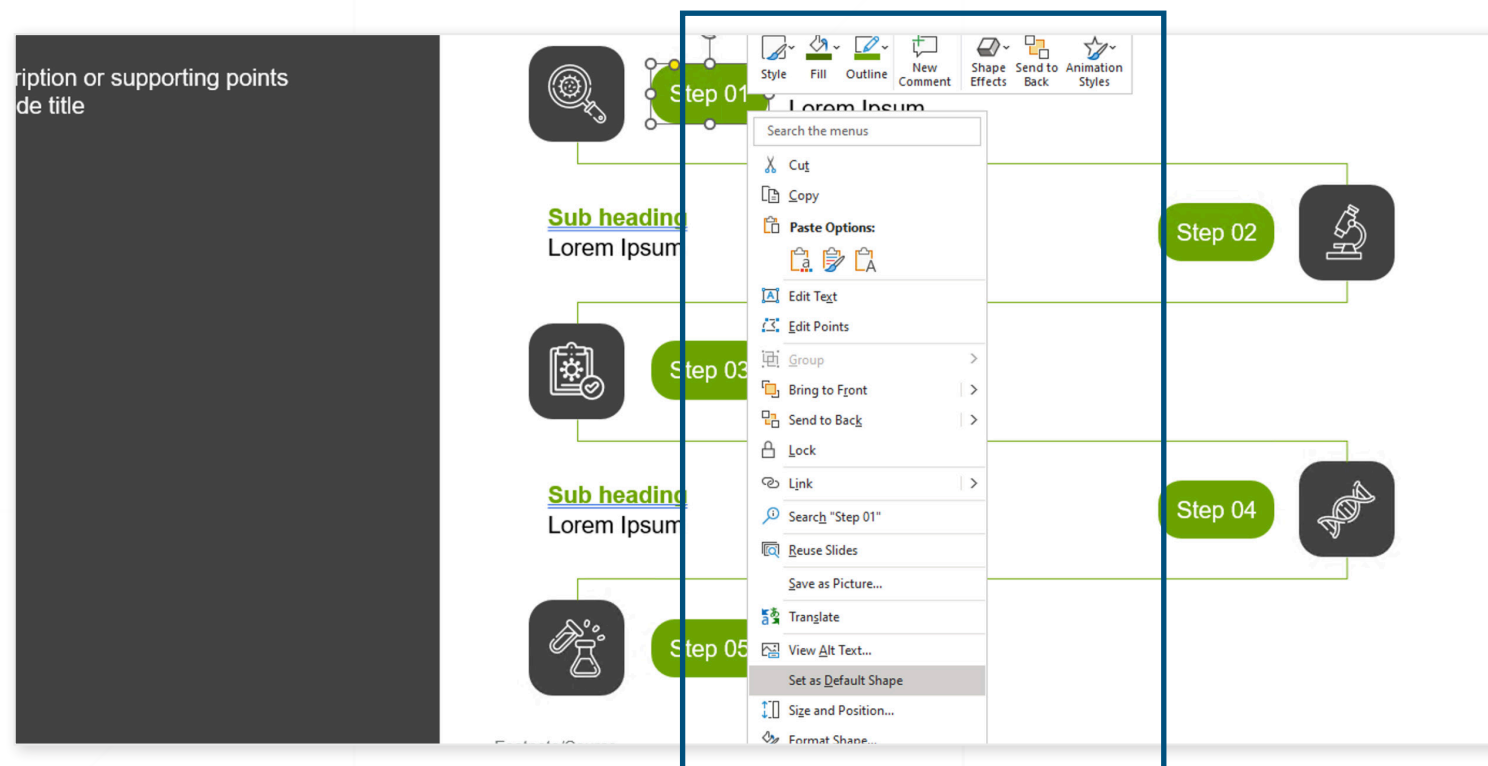 ription or supporting points
de title
Step 01
Style
Fill
Outline
New
Comment
Shape
Effects
Send to
Back
Animation
Styles
Lorem Ipsum
Search the menus
Cut
Copy
Paste Options:
Edit Text
Edit Points
Group
Bring to Front
Send to Back
Lock
Link
Search "Step 01"
Reuse Slides
Save as Picture...
Translate
View Alt Text...
Set as Default Shape
Size and Position...
Format Shape...
Sub heading
Lorem Ipsum
Step 02
Step 03
Sub heading
Lorem Ipsum
Step 04
Step 05